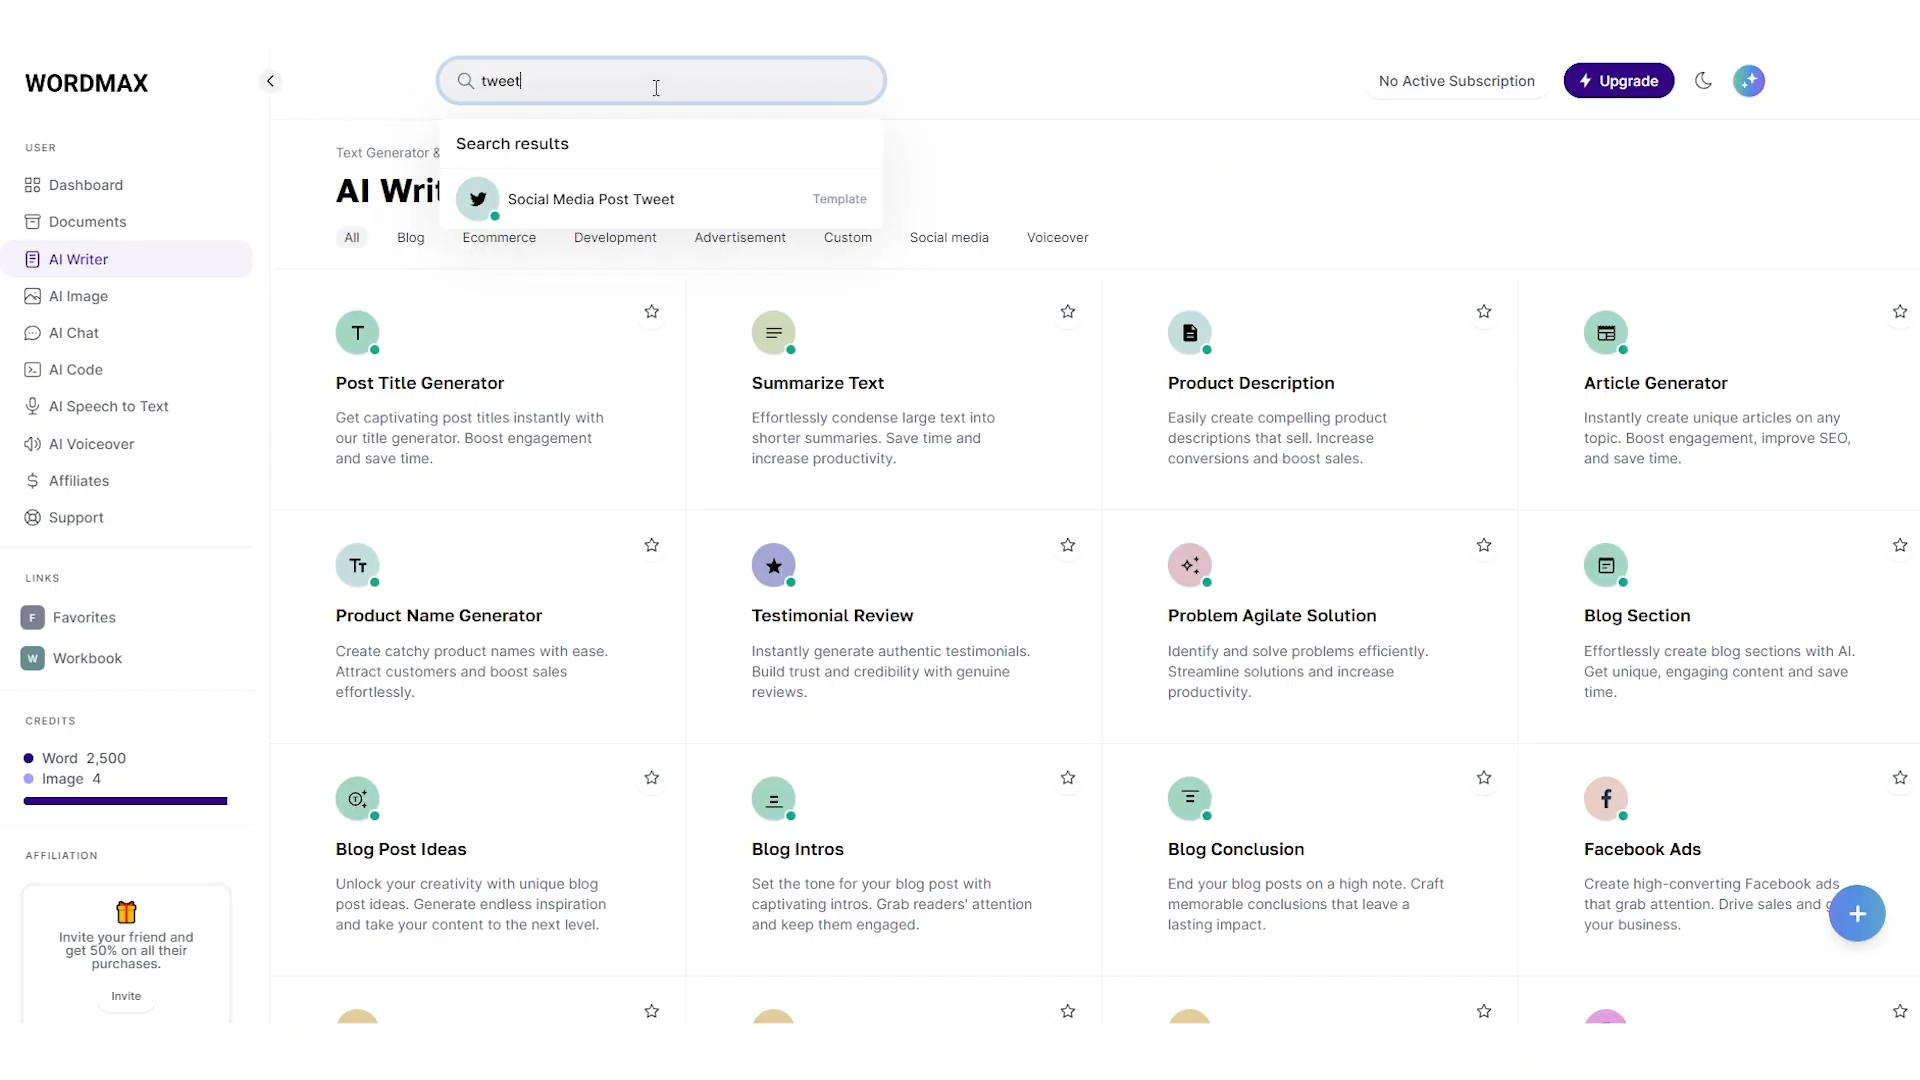 WORDMAX
tweet
No Active Subscription
Upgrade
Search results
Social Media Post Tweet
Template
USER
Dashboard
Documents
AI Writer
AI Image
AI Chat
AI Code
AI Speech to Text
AI Voiceover
Affiliates
Support
LINKS
F
Favorites
W
Workbook
CREDITS
Word 2,500
Image 4
AFFILIATION
Invite your friend and
get 50% on all their
purchases.
Invite
Text Generator &
AI Writ
All
Blog
Ecommerce
Development
Advertisement
Custom
Social media
Voiceover
T
Post Title Generator
Get captivating post titles instantly with
our title generator. Boost engagement
and save time.
Summarize Text
Effortlessly condense large text into
shorter summaries. Save time and
increase productivity.
Product Description
Easily create compelling product
descriptions that sell. Increase
conversions and boost sales.
Article Generator
Instantly create unique articles on any
topic. Boost engagement, improve SEO,
and save time.
Tт
Product Name Generator
Create catchy product names with ease.
Attract customers and boost sales
effortlessly.
Testimonial Review
Instantly generate authentic testimonials.
Build trust and credibility with genuine
reviews.
Problem Agilate Solution
Identify and solve problems efficiently.
Streamline solutions and increase
productivity.
Blog Section
Effortlessly create blog sections with AI.
Get unique, engaging content and save
time.
Blog Post Ideas
Unlock your creativity with unique blog
post ideas. Generate endless inspiration
and take your content to the next level.
Blog Intros
Set the tone for your blog post with
captivating intros. Grab readers' attention
and keep them engaged.
Blog Conclusion
End your blog posts on a high note. Craft
memorable conclusions that leave a
lasting impact.
Facebook Ads
Create high-converting Facebook ads
that grab attention. Drive sales and
your business.